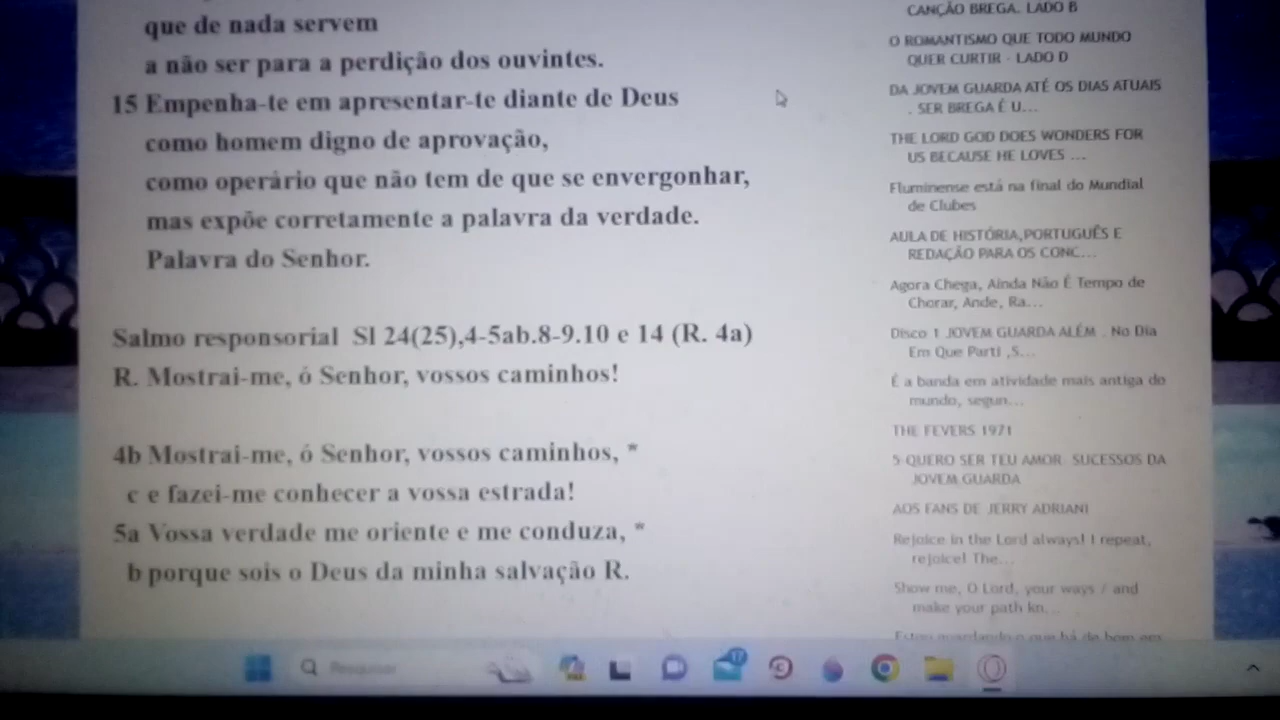 que de nada servem
a não ser para a perdição dos ouvintes.
15 Empenha-te em apresentar-te diante de Deus
como homem digno de aprovação,
como operário que não tem de que se envergonhar,
mas expõe corretamente a palavra da verdade.
Palavra do Senhor.
Salmo responsorial Sl 24(25),4-5ab.8-9.10 e 14 (R. 4a)
R. Mostrai-me, ó Senhor, vossos caminhos!
4b Mostrai-me, ó Senhor, vossos caminhos, *
c e fazei-me conhecer a vossa estrada!
5a Vossa verdade me oriente e me conduza, *
b porque sois o Deus da minha salvação R.
CANÇÃO BREGA. LADO B
O ROMANTISMO QUE TODO MUNDO
QUER CURTIR - LADO D
DA JOVEM GUARDA ATÉ OS DIAS ATUAIS
. SER BREGA É U...
THE LORD GOD DOES WONDERS FOR
US BECAUSE HE LOVES ...
Fluminense está na final do Mundial
de Clubes
AULA DE HISTÓRIA,PORTUGUÊS E
REDAÇÃO PARA OS CONC...
Agora Chega, Ainda Não É Tempo de
Chorar, Ande, Ra...
Disco 1 JOVEM GUARDA ALÉM . No Dia
Em Que Parti ,S...
É a banda em atividade mais antiga do
mundo, segun...
THE FEVERS 1971
5 QUERO SER TEU AMOR SUCESSOS DA
JOVEM GUARDA
AOS FANS DE JERRY ADRIANI
Rejoice in the Lord always! I repeat,
rejoice! The...
Show me, O Lord, your ways / and
make your path kn...
Estou aguardando o que há de bom em
Pesquisar
17